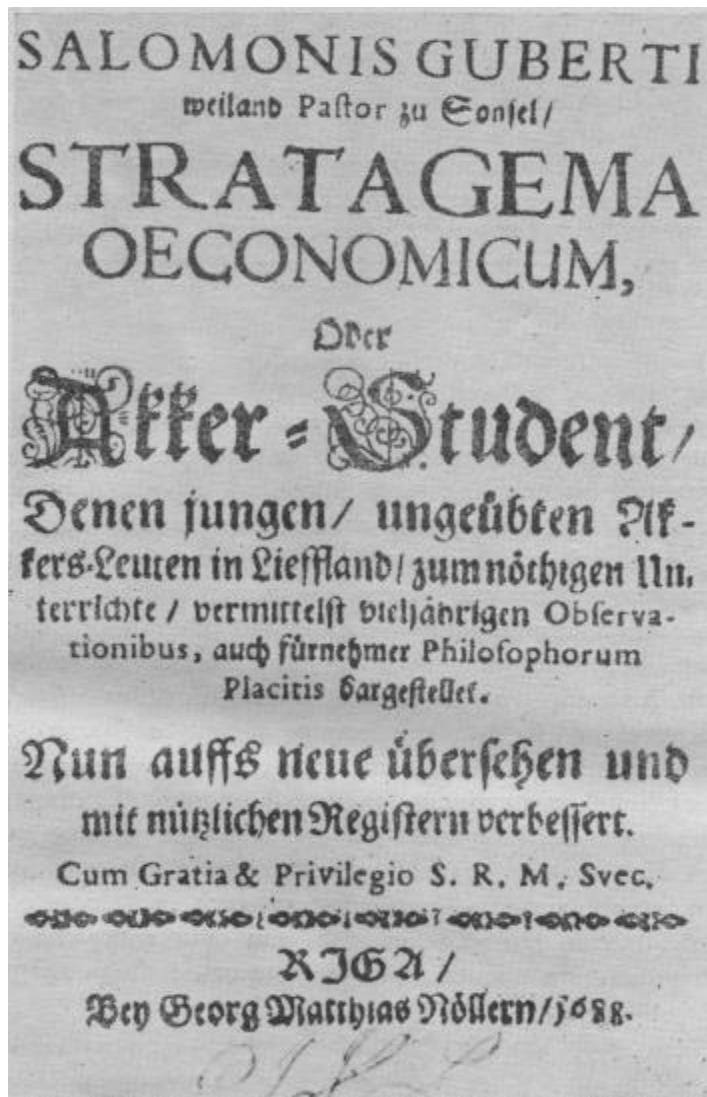 SALOMONIS GUBERTI
weiland Pastor zu Sonsel/
STRATAGEMA
OECONOMICUM,
Oder
Akker-Student/
Denen jungen/ ungeübten Ak-
kers-Leuten in Lieffland/ zum nöthigen Un-
terrichte/ vermittelst vieljährigen Observa-
tionibus, auch fürnehmer Philosophorum
Placitis dargestellet.
Nun auffs neue übersehen und
mit nützlichen Registern verbessert.
Cum Gratia & Privilegio S. R. M. Svec.
RIGA/
Bey Georg Matthias Nöllern/ 1688.